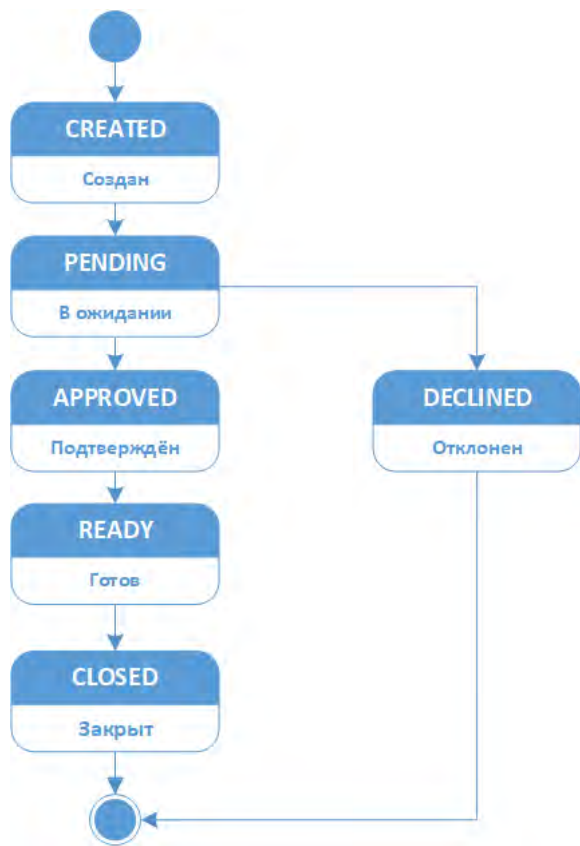 CREATED
Создан
PENDING
В ожидании
APPROVED
Подтверждён
DECLINED
Отклонен
READY
Готов
CLOSED
Закрыт